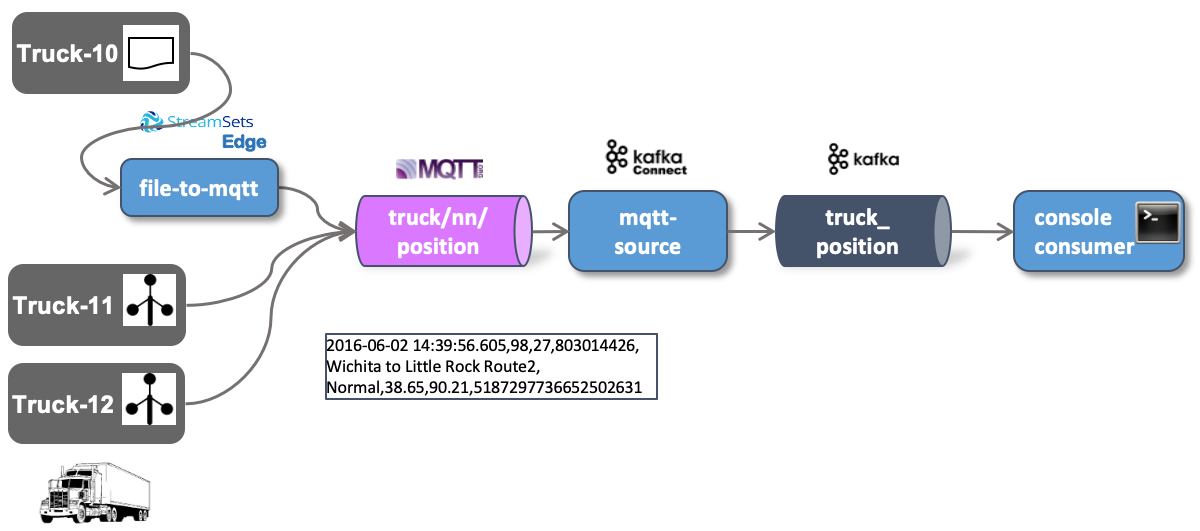 Truck-10
StreamSets
Edge
file-to-mqtt
MQTT.ORG
truck/nn/
position
kafka
Connect
mqtt-
source
kafka
truck_
position
console
consumer
>_
Truck-11
Truck-12
2016-06-02 14:39:56.605,98,27,803014426,
Wichita to Little Rock Route2,
Normal,38.65,90.21,5187297736652502631